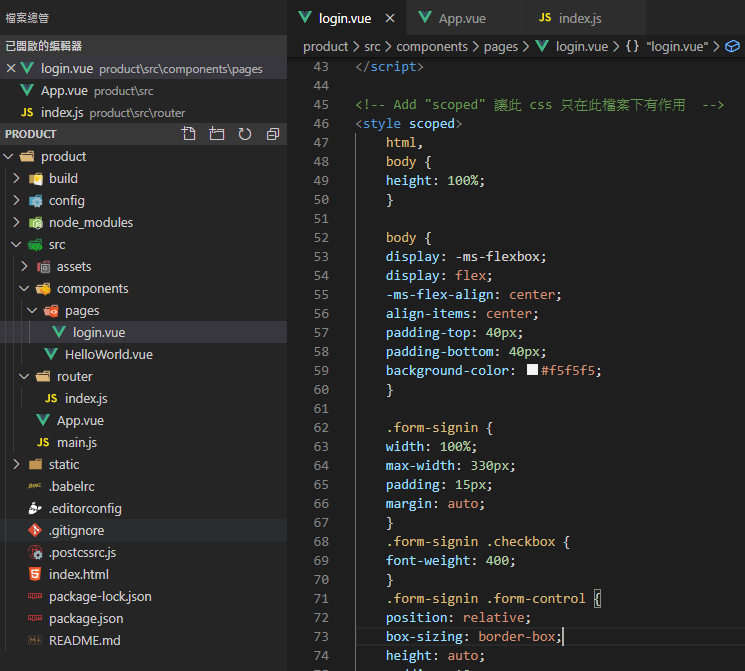 檔案總管
已開啟的編輯器
login.vue product\src\components\pages
App.vue product\src
JS index.js product\src\router
PRODUCT
product
build
config
node_modules
src
assets
components
pages
login.vue
HelloWorld.vue
router
JS index.js
App.vue
JS main.js
static
.babelrc
.editorconfig
.gitignore
.postcssrc.js
index.html
package-lock.json
package.json
README.md
login.vue
App.vue
JS index.js
product > src > components > pages > login.vue > {} "login.vue" >
43 </script>
44
45 <!-- Add "scoped" 讓此 css 只在此檔案下有作用 -->
46 <style scoped>
47 html,
48 body {
49 height: 100%;
50 }
51
52 body {
53 display: -ms-flexbox;
54 display: flex;
55 -ms-flex-align: center;
56 align-items: center;
57 padding-top: 40px;
58 padding-bottom: 40px;
59 background-color: #f5f5f5;
60 }
61
62 .form-signin {
63 width: 100%;
64 max-width: 330px;
65 padding: 15px;
66 margin: auto;
67 }
68 .form-signin .checkbox {
69 font-weight: 400;
70 }
71 .form-signin .form-control {
72 position: relative;
73 box-sizing: border-box;
74 height: auto;